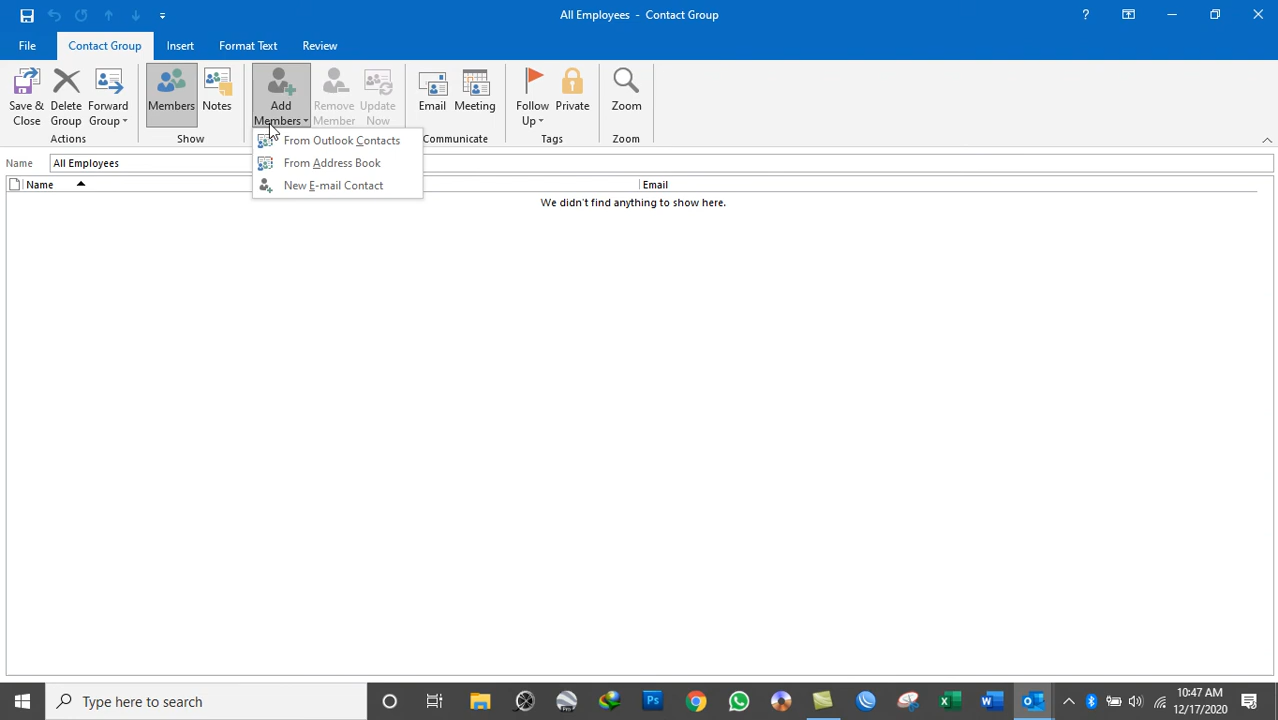 All Employees - Contact Group
?
File Contact Group Insert Format Text Review
Save & Close Delete Group Forward Group Members Notes Add Members Remove Member Update Now Email Meeting Follow Up Private Zoom
Actions Show Communicate Tags Zoom
From Outlook Contacts
From Address Book
New E-mail Contact
Name All Employees
Name Email
We didn't find anything to show here.
Type here to search
10:47 AM
12/17/2020